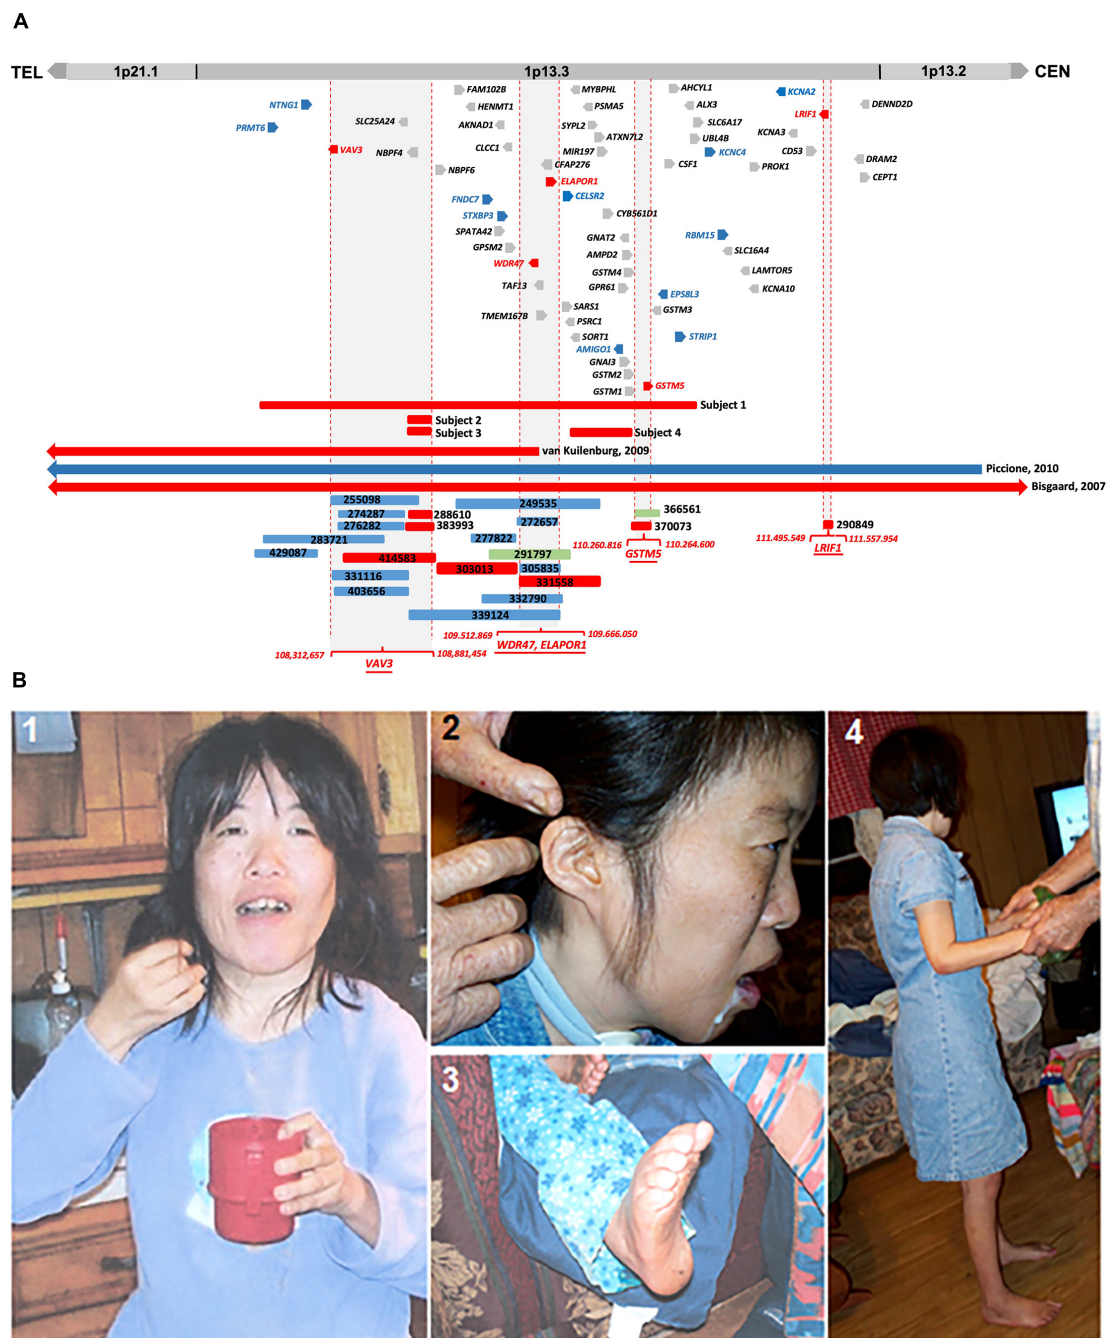 A
TEL 1p21.1 1p13.3 1p13.2 CEN
FAM102B MYBPHL AHCYL1 KCNA2
NTNG1 HENMT1 PSMA5 ALX3 LRIF1 DENND2D
PRMT6 SLC25A24 AKNAD1 SYPL2 SLC6A17
ATXN7L2 UBL4B KCNA3
VAV3 NBPF4 CLCC1 MIR197 KCNC4 CD53
NBPF6 CFAP276 CSF1 PROK1 DRAM2
ELAPOR1 CEPT1
FNDC7 CELSR2
STXBP3 CYB561D1
SPATA42 GNAT2 RBM15
GPSM2 AMPD2 SLC16A4
WDR47 GSTM4 LAMTOR5
TAF13 GPR61 KCNA10
EPS8L3
TMEM167B SARS1 GSTM3
PSRC1
SORT1 STRIP1
AMIGO1
GNAI3
GSTM2
GSTM1 GSTM5
Subject 1
Subject 2
Subject 3 Subject 4
van Kuilenburg, 2009
Piccione, 2010
Bisgaard, 2007
255098 249535
274287 288610 366561
276282 383993 272657 370073 290849
283721 277822 110.260.816 110.264.600 111.495.549 111.557.954
429087 291797 GSTM5 LRIF1
414583 303013 305835
331116 331558
403656 332790
339124
109.512.869 109.666.050
WDR47, ELAPOR1
108,312,657 108,881,454
VAV3
B
1
2
3
4